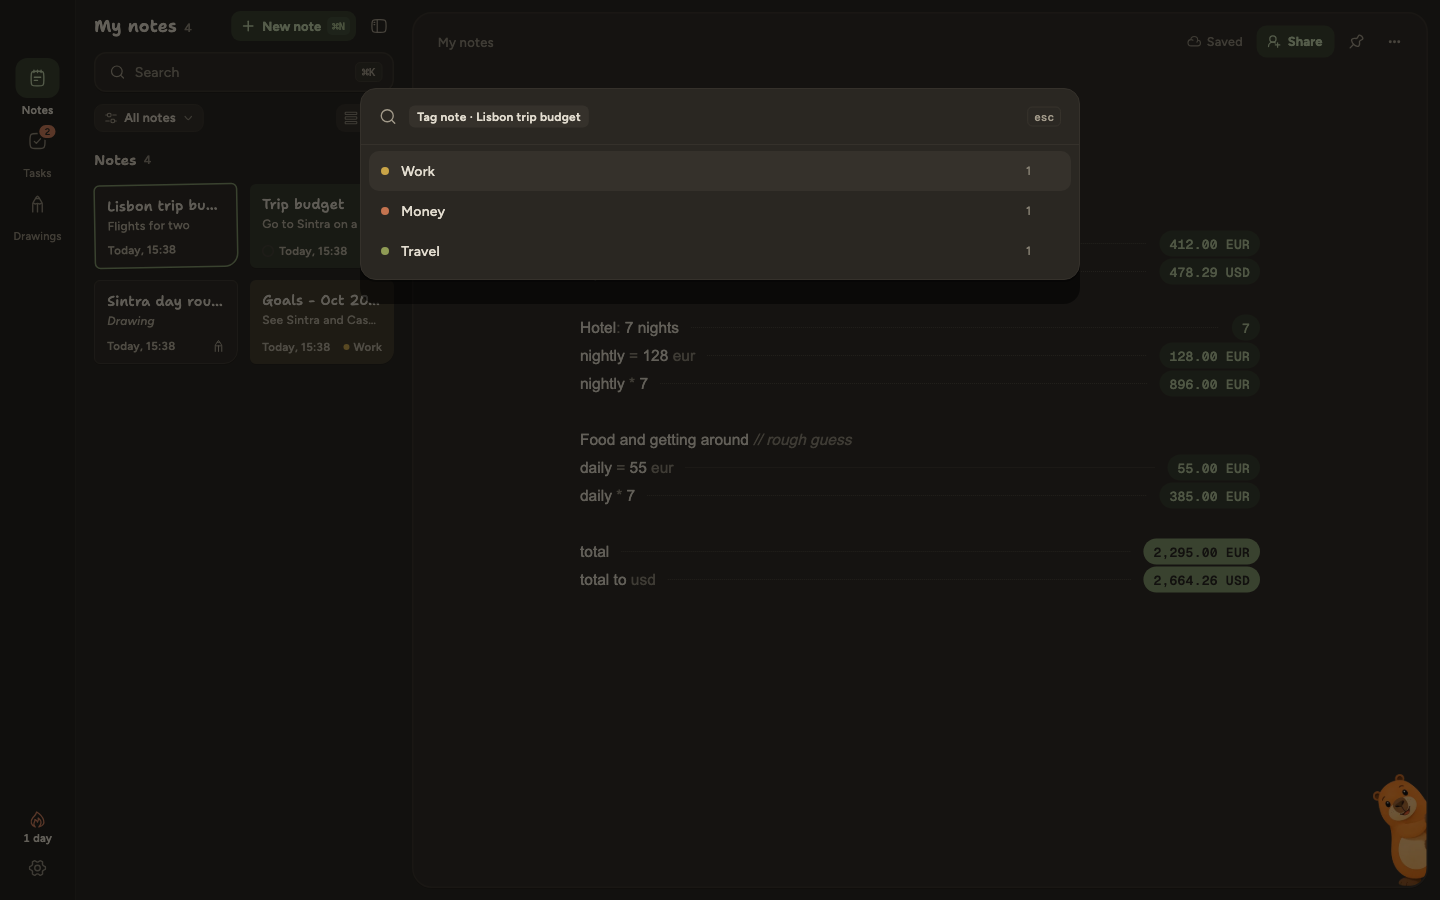 My notes 4
New note ⌘N
Search ⌘K
All notes
Notes 4
Lisbon trip bu...
Flights for two
Today, 15:38
Trip budget
Go to Sintra on a
Today, 15:38
Sintra day rou...
Drawing
Today, 15:38
Goals - Oct 20...
See Sintra and Cas...
Today, 15:38 Work
Notes
2
Tasks
Drawings
1 day
My notes
Saved
Share
Tag note · Lisbon trip budget
esc
Work 1
Money 1
Travel 1
412.00 EUR
478.29 USD
Hotel: 7 nights 7
nightly = 128 eur 128.00 EUR
nightly * 7 896.00 EUR
Food and getting around // rough guess
daily = 55 eur 55.00 EUR
daily * 7 385.00 EUR
total 2,295.00 EUR
total to usd 2,664.26 USD